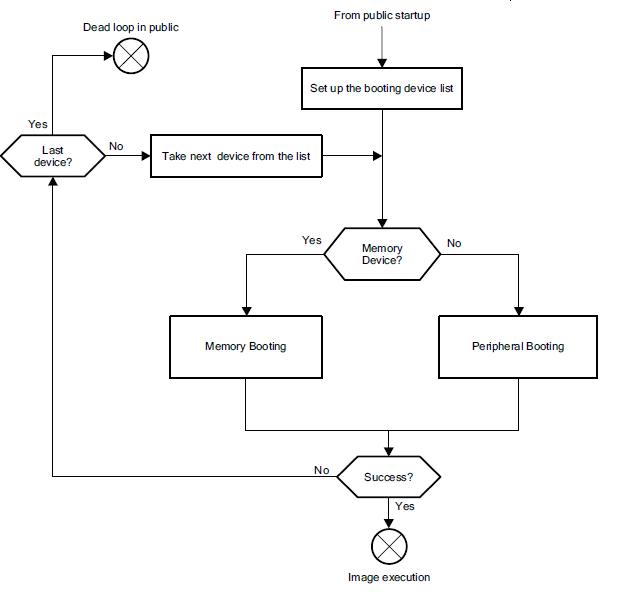 From public startup
Dead loop in public
Set up the booting device list
Yes
Last
device?
No
Take next device from the list
Yes
Memory
Device?
No
Memory Booting
Peripheral Booting
No
Success?
Yes
Image execution